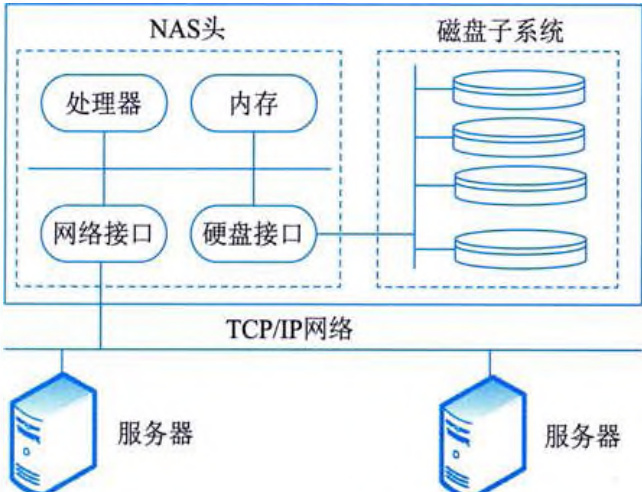 NAS头
磁盘子系统
处理器
内存
网络接口
硬盘接口
TCP/IP网络
服务器
服务器